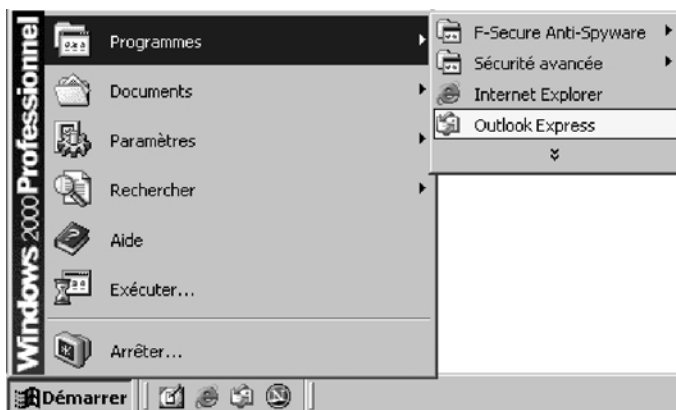 Windows 2000 Professionnel
Programmes
Documents
Paramètres
Rechercher
Aide
Exécuter...
Arrêter...
F-Secure Anti-Spyware
Sécurité avancée
Internet Explorer
Outlook Express
Démarrer